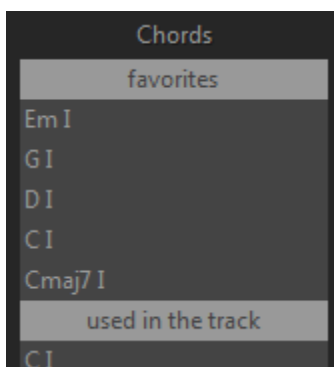 Chords
favorites
Em I
G I
D I
C I
Cmaj7 I
used in the track
C I